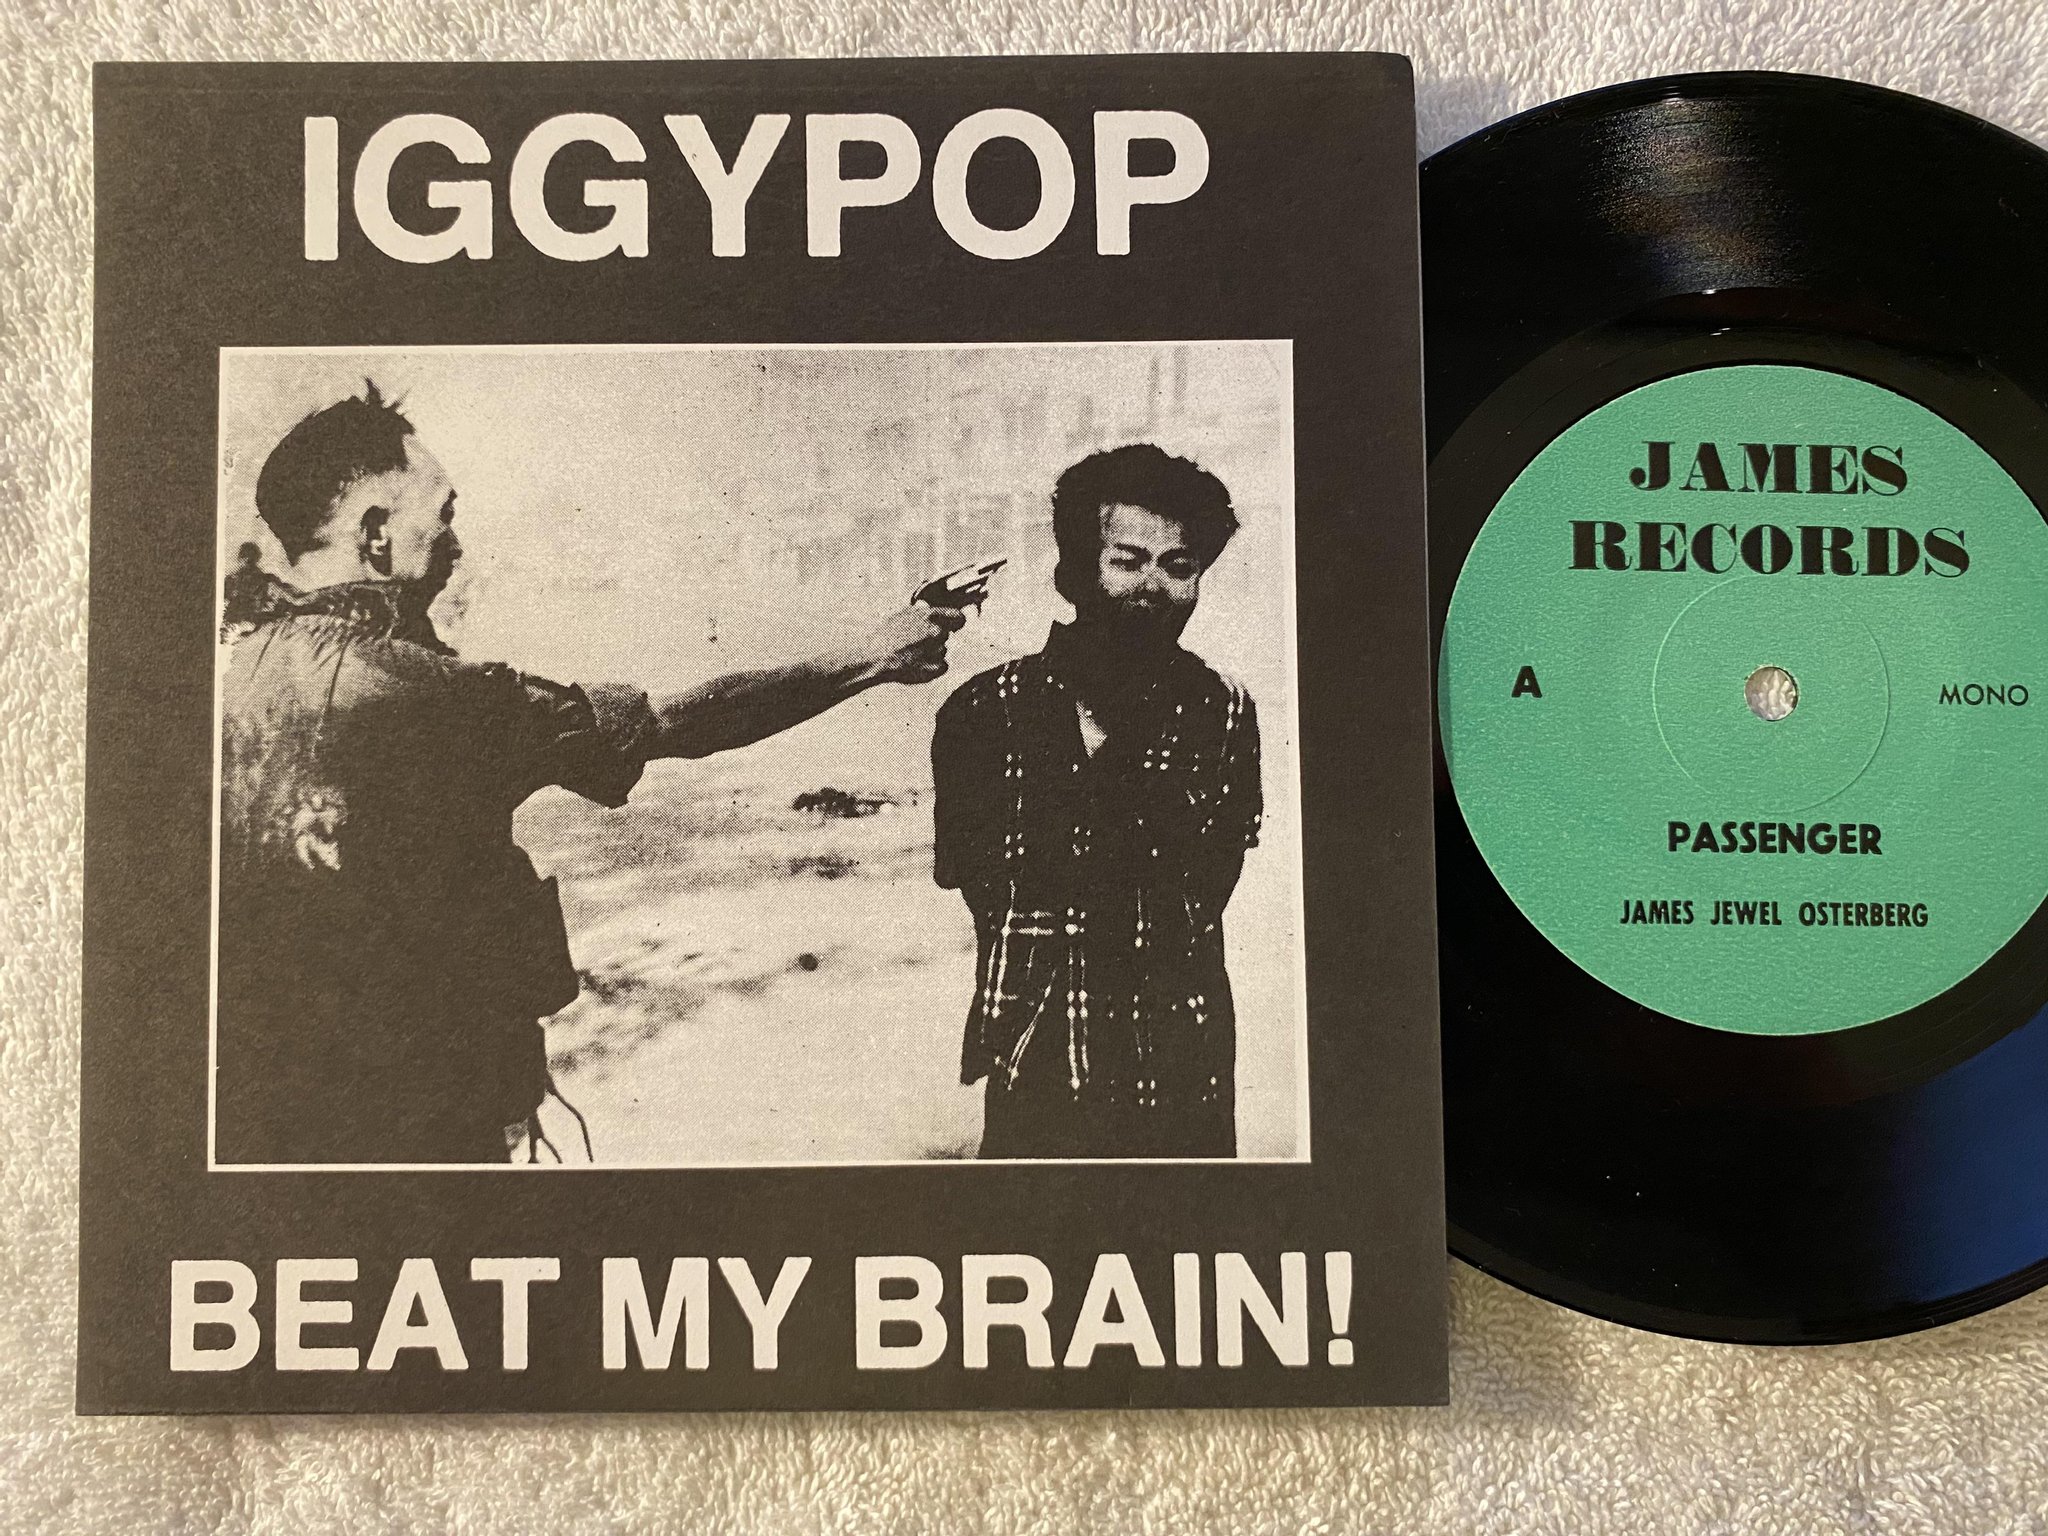 IGGYPOP
BEAT MY BRAIN!
JAMES
RECORDS
A
MONO
PASSENGER
JAMES JEWEL OSTERBERG